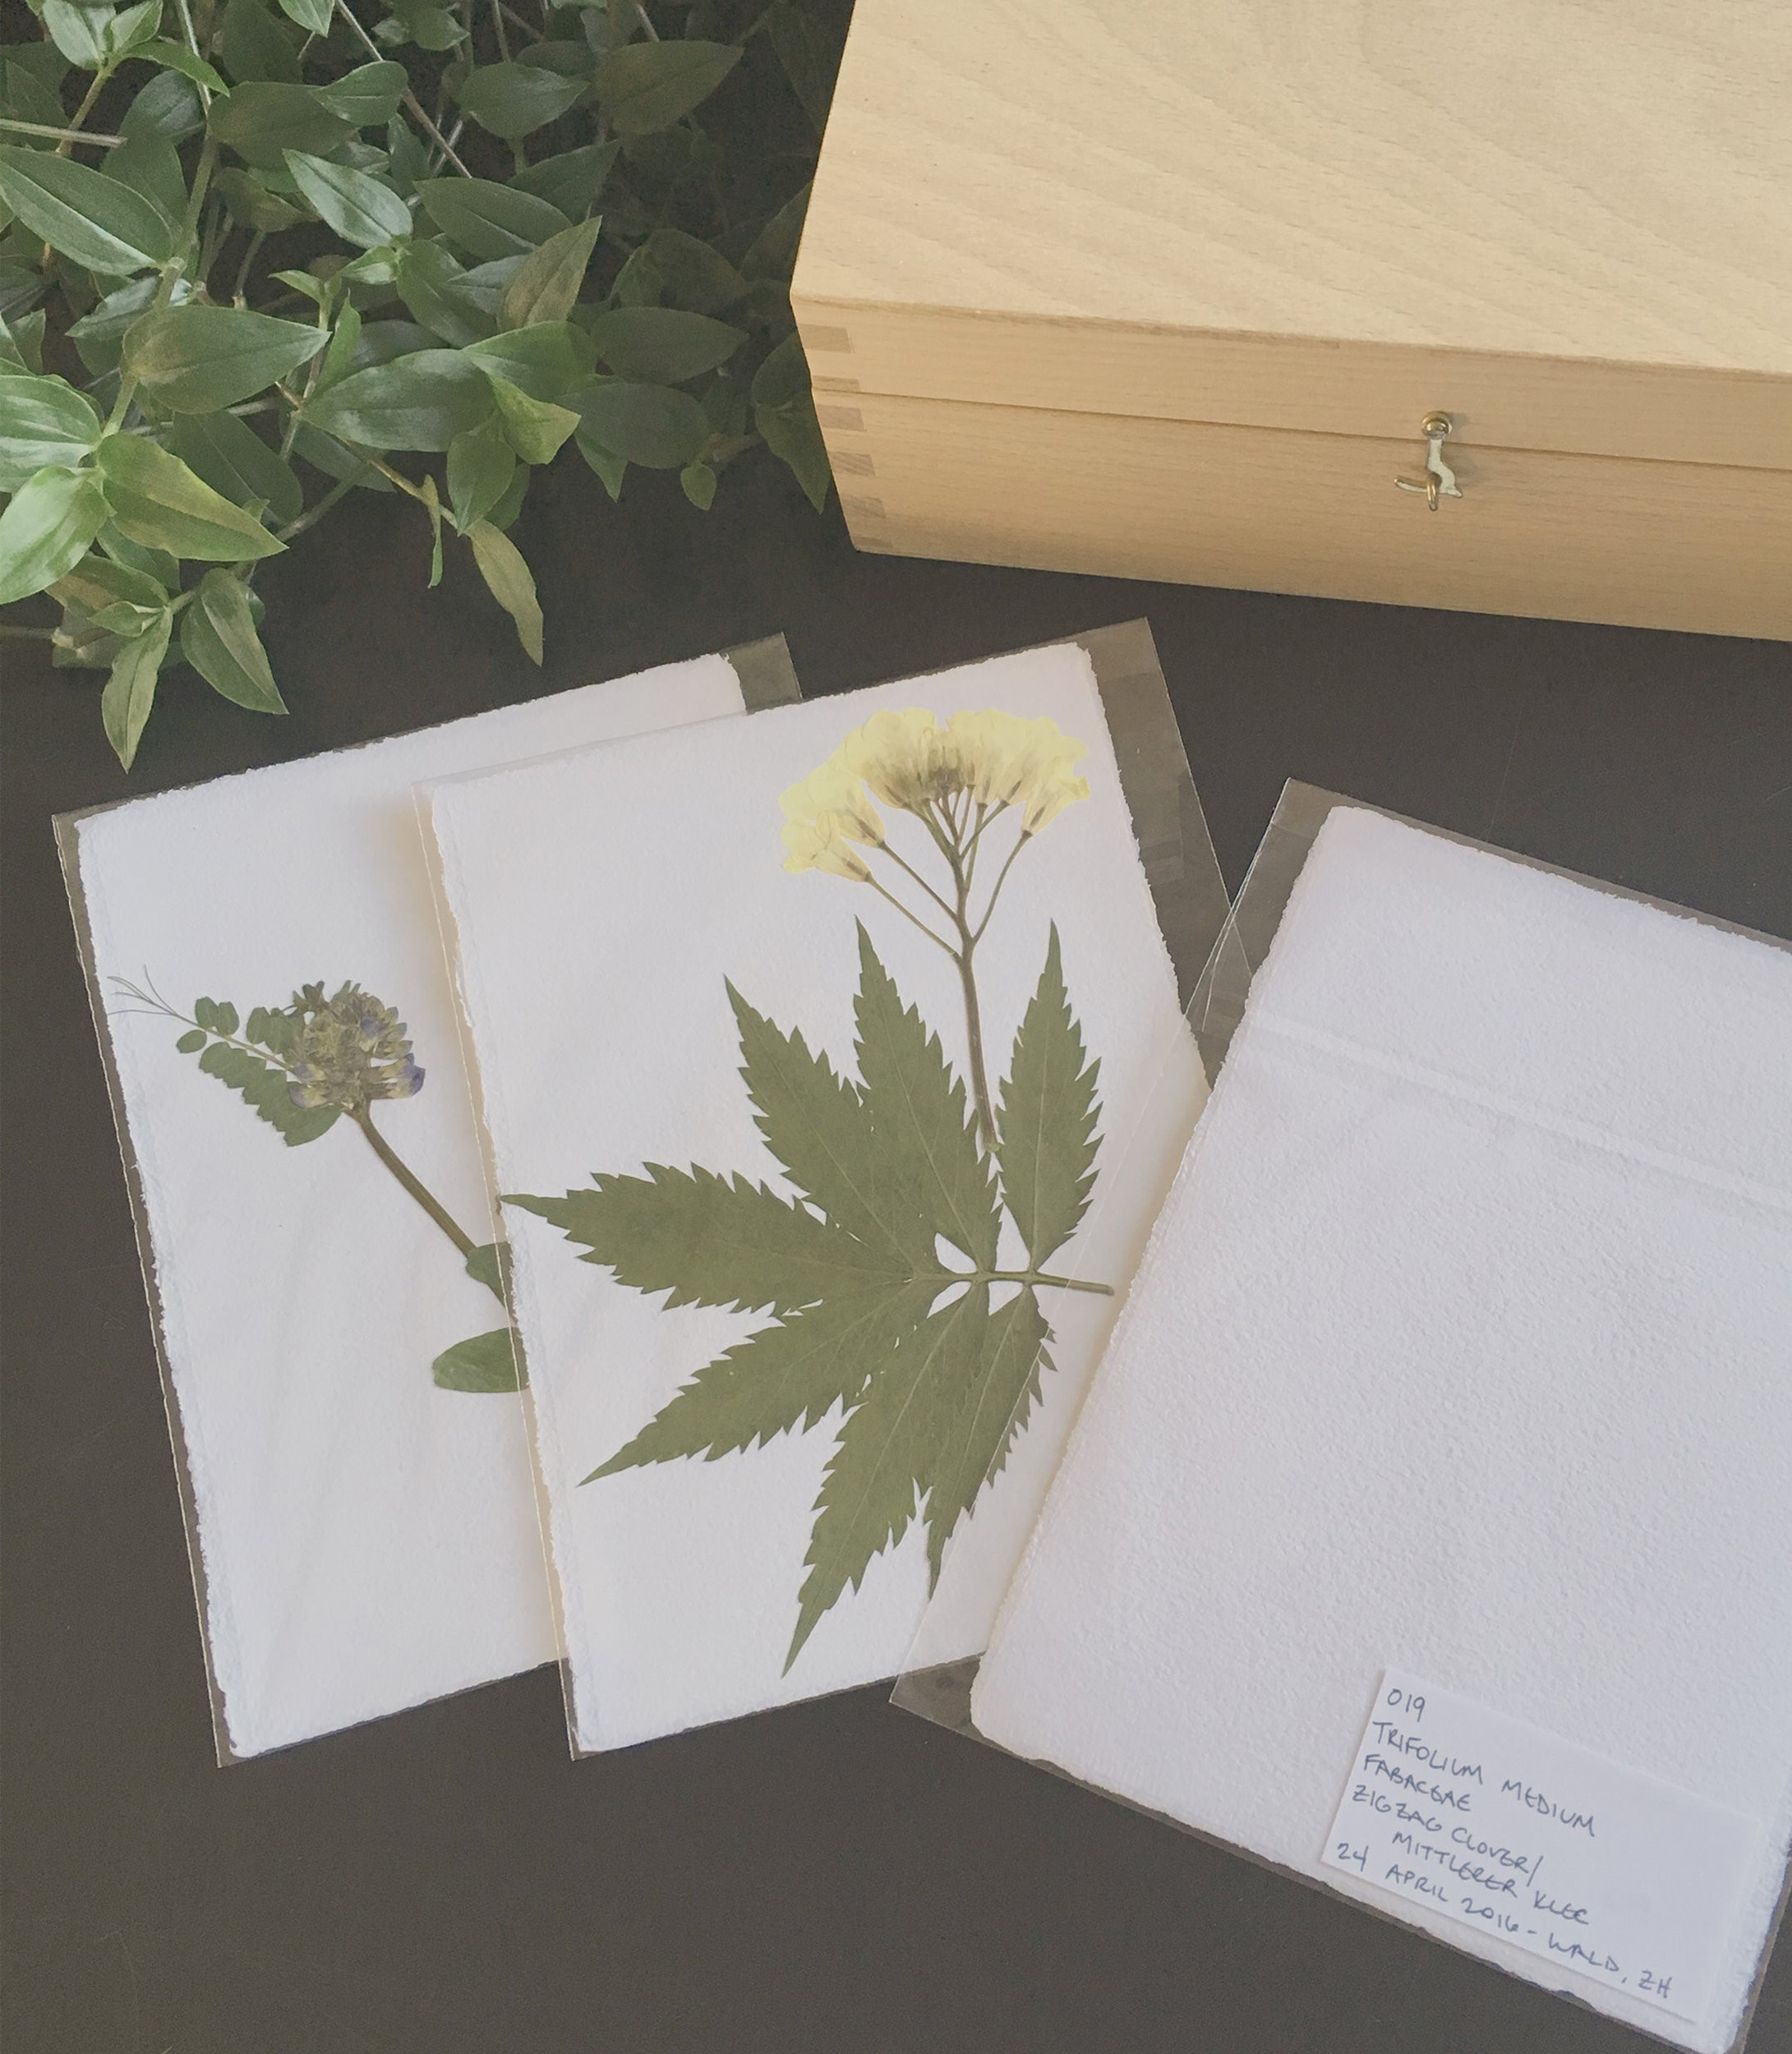 019
TRIFOLIUM MEDIUM
FABACEAE
ZIGZAG CLOVER/
MITTLERER KLEE
24 APRIL 2016 - WALD, ZH